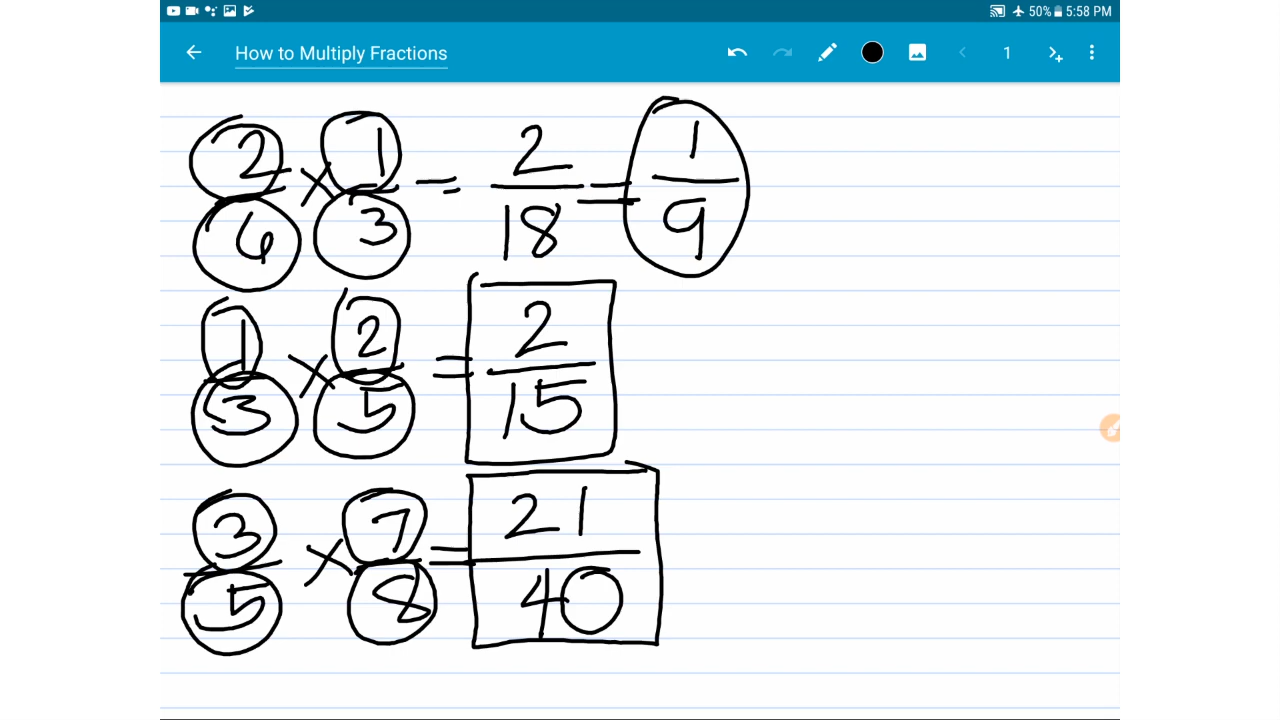 50% 5:58 PM
How to Multiply Fractions 1
2/6 × 1/3 = 2/18 = 1/9
1/3 × 2/5 = 2/15
3/5 × 7/8 = 21/40